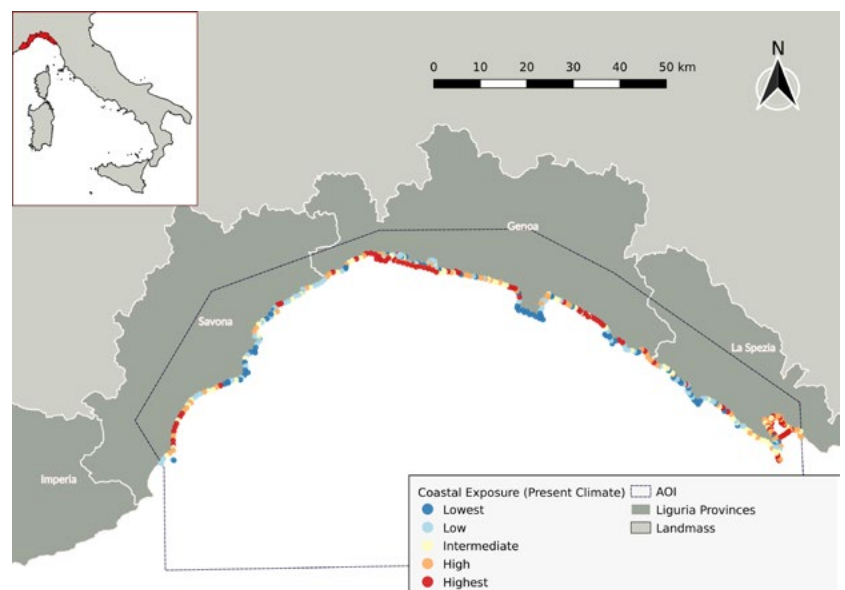 0 10 20 30 40 50 km
N
Genoa
Savona
La Spezia
Imperia
Coastal Exposure (Present Climate)
Lowest
Low
Intermediate
High
Highest
AOI
Liguria Provinces
Landmass